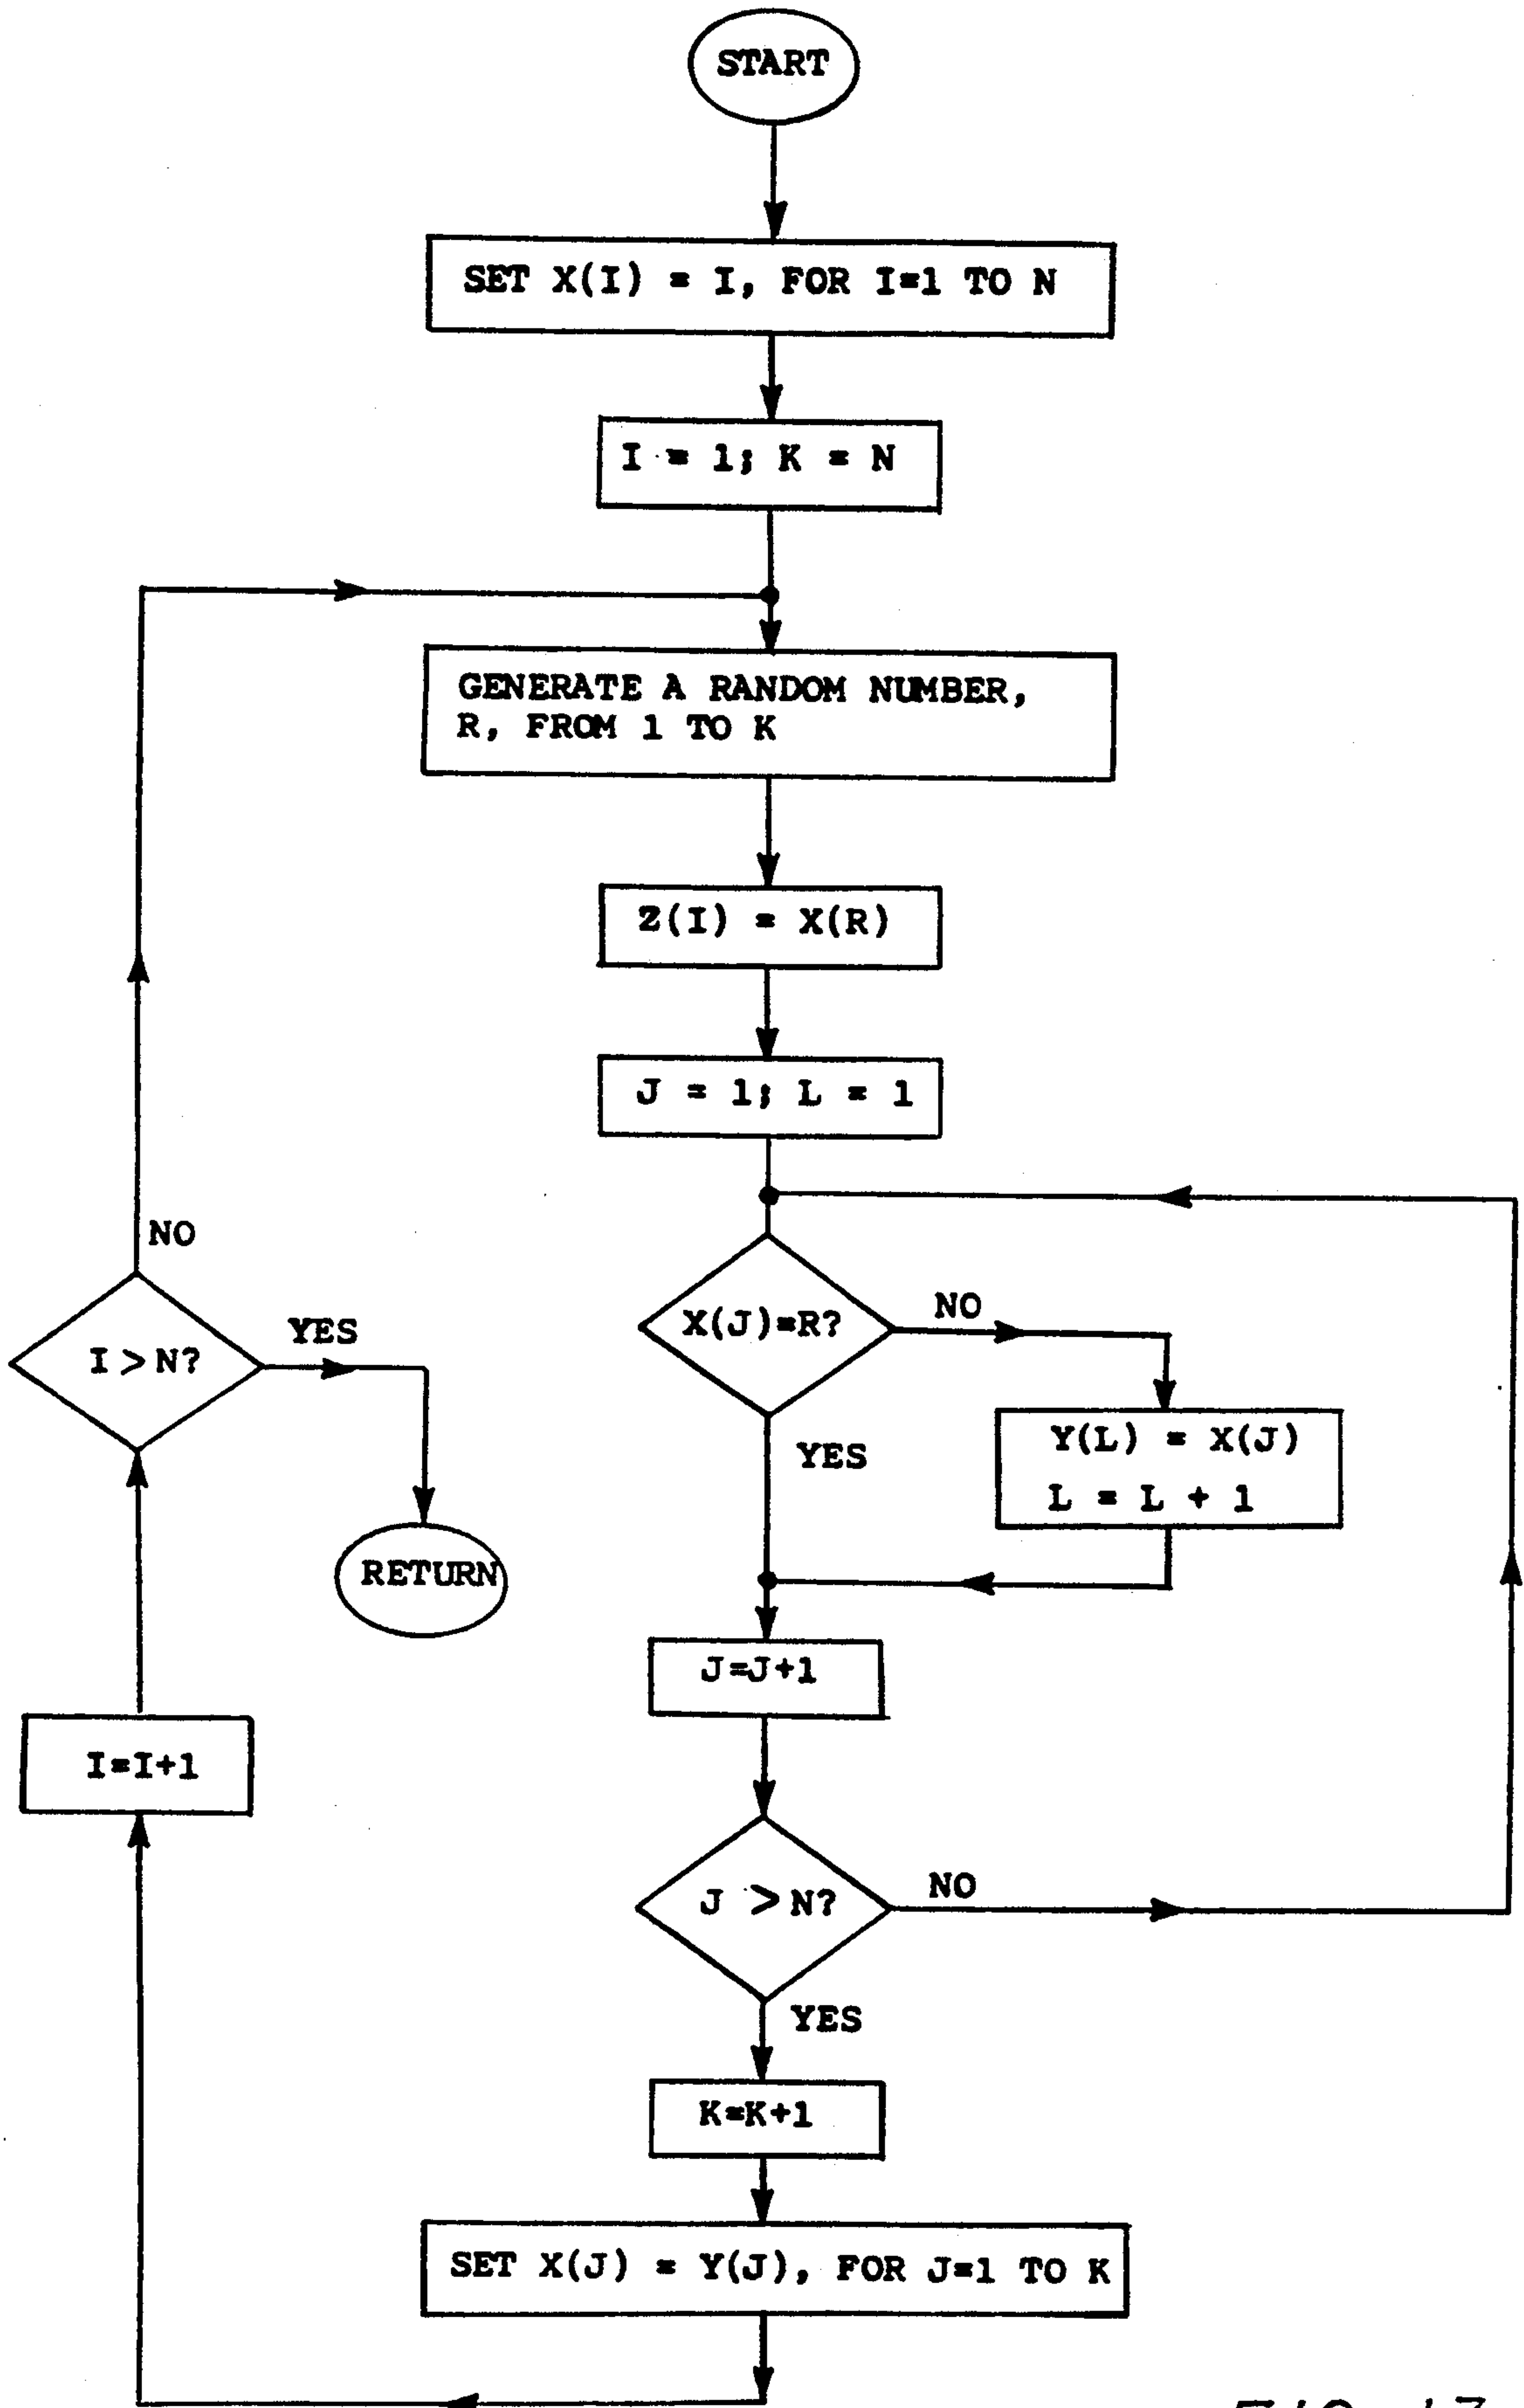 START
SET X(I) = I, FOR I=1 TO N
I = 1; K = N
GENERATE A RANDOM NUMBER,
R, FROM 1 TO K
Z(I) = X(R)
J = 1; L = 1
X(J)=R?
NO
YES
Y(L) = X(J)
L = L + 1
J=J+1
J > N?
NO
YES
K=K+1
SET X(J) = Y(J), FOR J=1 TO K
I=I+1
I > N?
NO
YES
RETURN